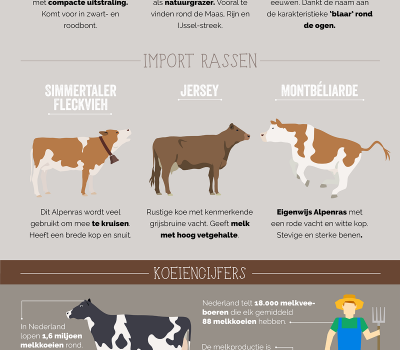 met compacte uitstraling.
Komt voor in zwart- en
roodbont.
als natuurgrazer. Vooral te
vinden rond de Maas, Rijn en
IJssel-streek.
eeuwen. Dankt de naam aan
de karakteristieke 'blaar' rond
de ogen.
IMPORT RASSEN
SIMMERTALER
FLECKVIEH
JERSEY
MONTBÉLIARDE
Dit Alpenras wordt veel
gebruikt om mee te kruisen.
Heeft een brede kop en snuit.
Rustige koe met kenmerkende
grijsbruine vacht. Geeft melk
met hoog vetgehalte.
Eigenwijs Alpenras met
een rode vacht en witte kop.
Stevige en sterke benen.
KOEIENCIJFERS
In Nederland
lopen 1,6 miljoen
melkkoeien rond.
Nederland telt 18.000 melkvee-
boeren die elk gemiddeld
88 melkkoeien hebben.
De melkproductie is